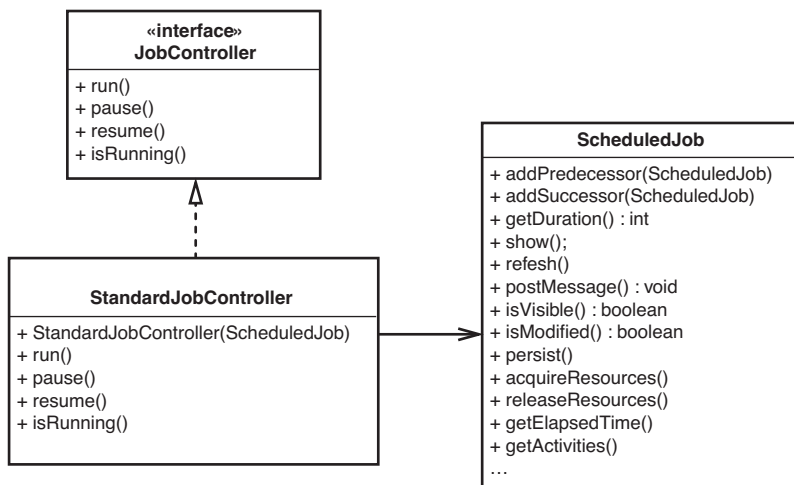 «interface»
JobController
+ run()
+ pause()
+ resume()
+ isRunning()
StandardJobController
+ StandardJobController(ScheduledJob)
+ run()
+ pause()
+ resume()
+ isRunning()
ScheduledJob
+ addPredecessor(ScheduledJob)
+ addSuccessor(ScheduledJob)
+ getDuration() : int
+ show();
+ refesh()
+ postMessage() : void
+ isVisible() : boolean
+ isModified() : boolean
+ persist()
+ acquireResources()
+ releaseResources()
+ getElapsedTime()
+ getActivities()
...